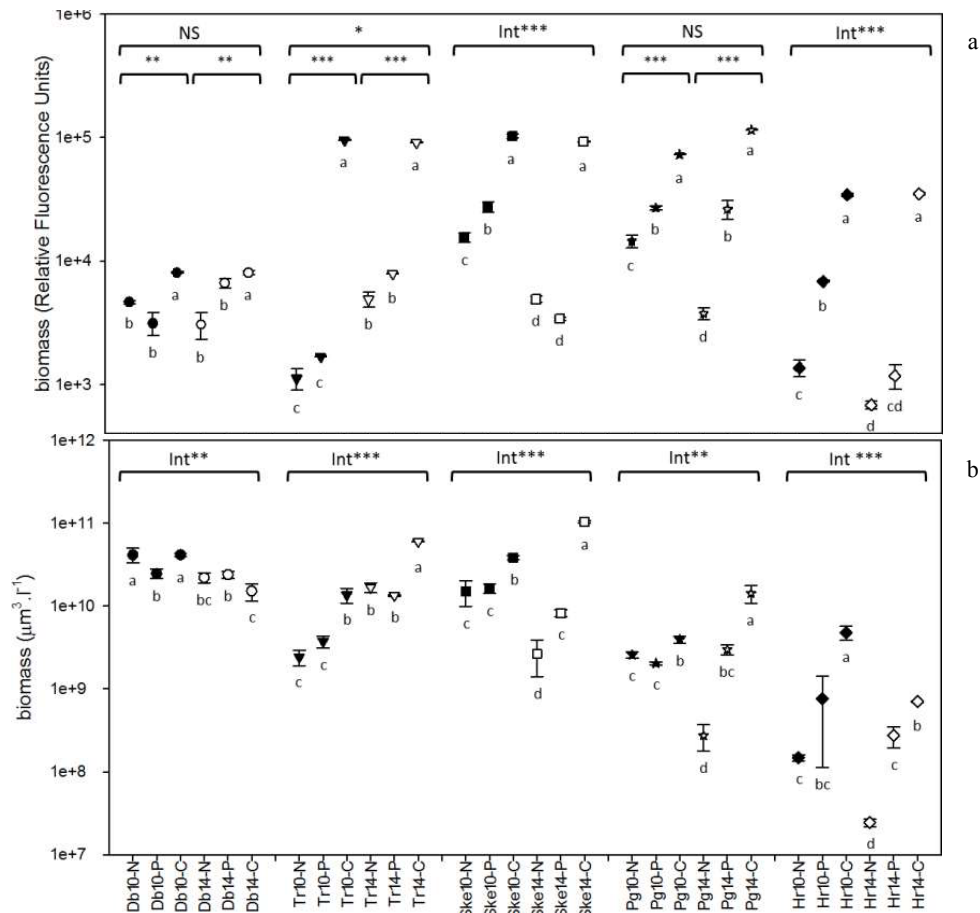 a
NS * Int*** NS Int***
** ** *** *** *** ***
biomass (Relative Fluorescence Units)
1e+6
1e+5
1e+4
1e+3
b b a b b a
c c a b b a
c b a d d a
c b a d b a
c b a d cd a
b
Int** Int*** Int*** Int** Int ***
biomass (µm³.l⁻¹)
1e+12
1e+11
1e+10
1e+9
1e+8
1e+7
a b a bc b c
c c b b b a
c c b d c a
c c b d bc a
c bc a d c b
Db10-N
Db10-P
Db10-C
Db14-N
Db14-P
Db14-C
Tr10-N
Tr10-P
Tr10-C
Tr14-N
Tr14-P
Tr14-C
Ske10-N
Ske10-P
Ske10-C
Ske14-N
Ske14-P
Ske14-C
Pg10-N
Pg10-P
Pg10-C
Pg14-N
Pg14-P
Pg14-C
Hr10-N
Hr10-P
Hr10-C
Hr14-N
Hr14-P
Hr14-C